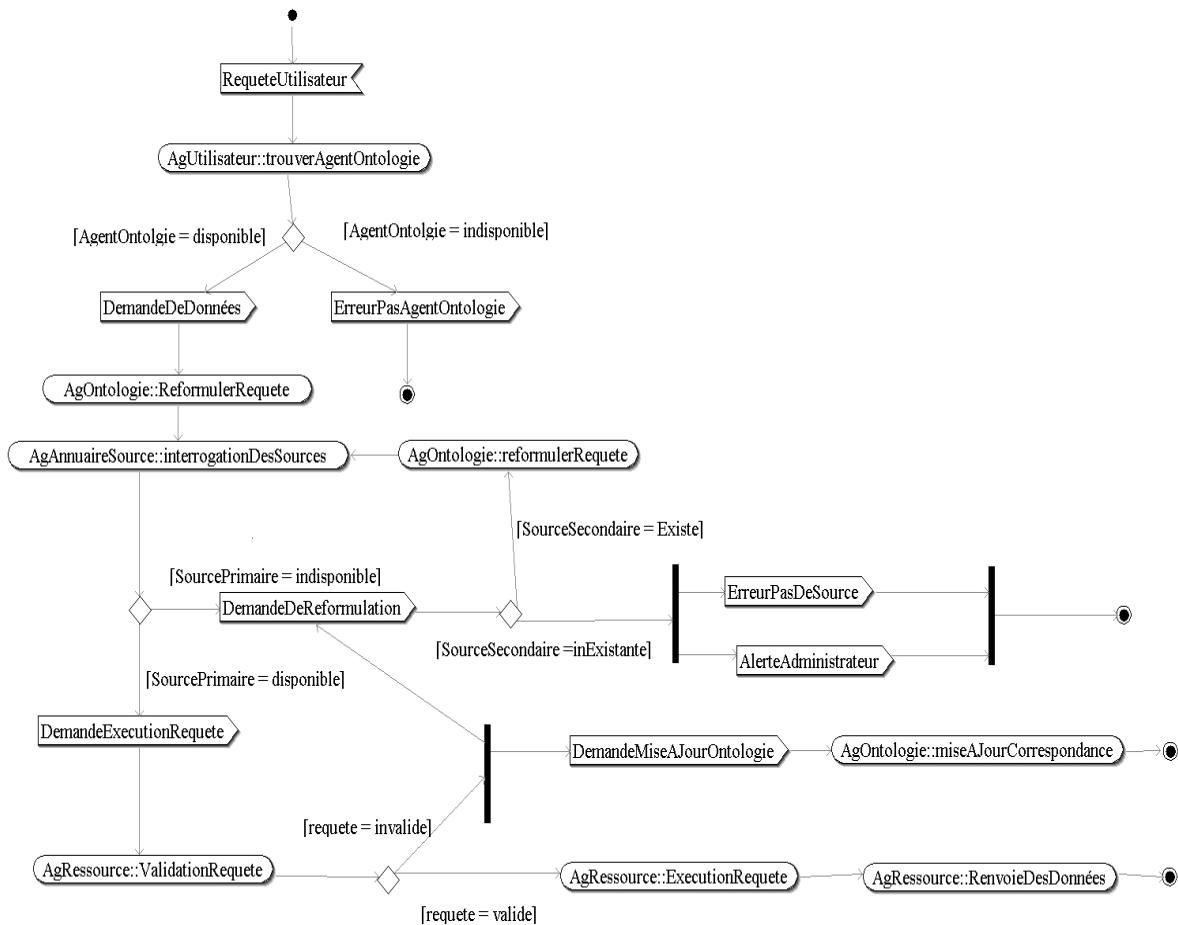 RequeteUtilisateur
AgUtilisateur::trouverAgentOntologie
[AgentOntolgie = disponible]
[AgentOntolgie = indisponible]
DemandeDeDonnées
ErreurPasAgentOntologie
AgOntologie::ReformulerRequete
AgAnnuaireSource::interrogationDesSources
AgOntologie::reformulerRequete
[SourceSecondaire = Existe]
[SourcePrimaire = indisponible]
DemandeDeReformulation
ErreurPasDeSource
[SourceSecondaire =inExistante]
AlerteAdministrateur
[SourcePrimaire = disponible]
DemandeExecutionRequete
DemandeMiseAJourOntologie
AgOntologie::miseAJourCorrespondance
[requete = invalide]
AgRessource::ValidationRequete
AgRessource::ExecutionRequete
AgRessource::RenvoieDesDonnées
[requete = valide]